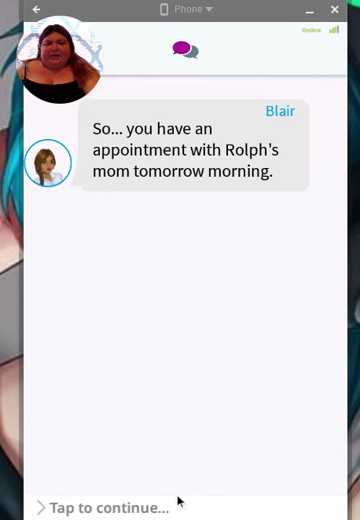 Phone
Online
Blair
So... you have an
appointment with Rolph's
mom tomorrow morning.
Tap to continue...